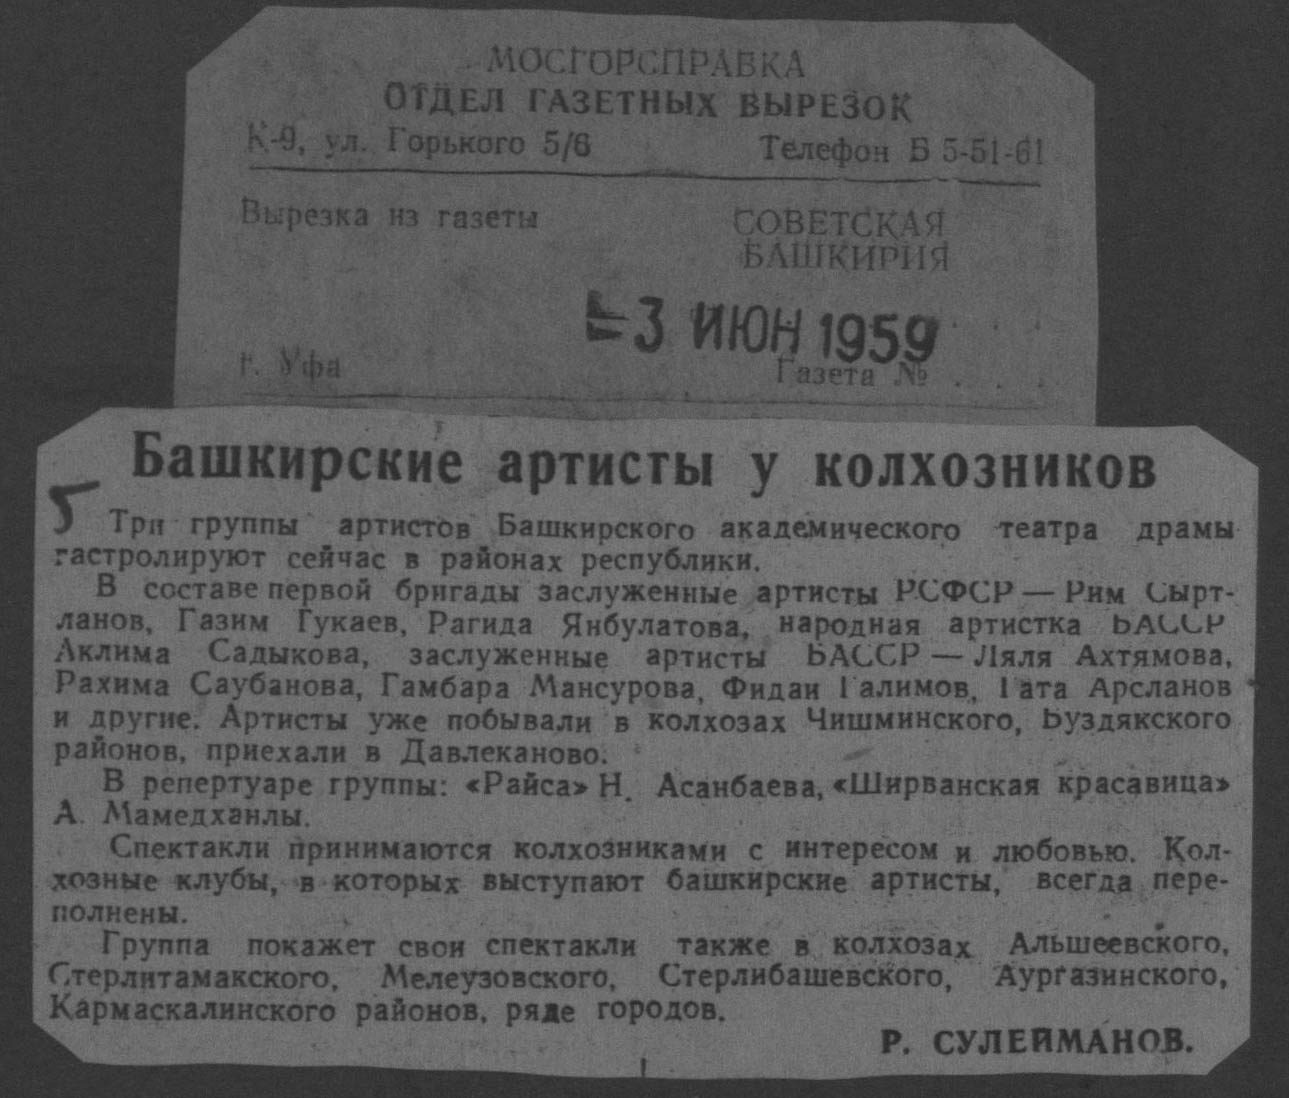 МОСГОРСПРАВКА
ОТДЕЛ ГАЗЕТНЫХ ВЫРЕЗОК
К-9, ул. Горького 5/6 Телефон Б 5-51-61
Вырезка из газеты СОВЕТСКАЯ
БАШКИРИЯ
-3 ИЮН 1959
г. Уфа Газета № . . .
Башкирские артисты у колхозников
5
Три группы артистов Башкирского академического театра драмы
гастролируют сейчас в районах республики.
В составе первой бригады заслуженные артисты РСФСР — Рим Сырт-
ланов, Газим Тукаев, Рагида Янбулатова, народная артистка БАССР
Аклима Садыкова, заслуженные артисты БАССР — Ляля Ахтямова,
Рахима Саубанова, Гамбара Мансурова, Фидаи Галимов, Гата Арсланов
и другие. Артисты уже побывали в колхозах Чишминского, Буздякского
районов, приехали в Давлеканово.
В репертуаре группы: «Райса» Н. Асанбаева, «Ширванская красавица»
А. Мамедханлы.
Спектакли принимаются колхозниками с интересом и любовью. Кол-
хозные клубы, в которых выступают башкирские артисты, всегда пере-
полнены.
Группа покажет свои спектакли также в колхозах Альшеевского,
Стерлитамакского, Мелеузовского, Стерлибашевского, Аургазинского,
Кармаскалинского районов, ряде городов.
Р. СУЛЕЙМАНОВ.